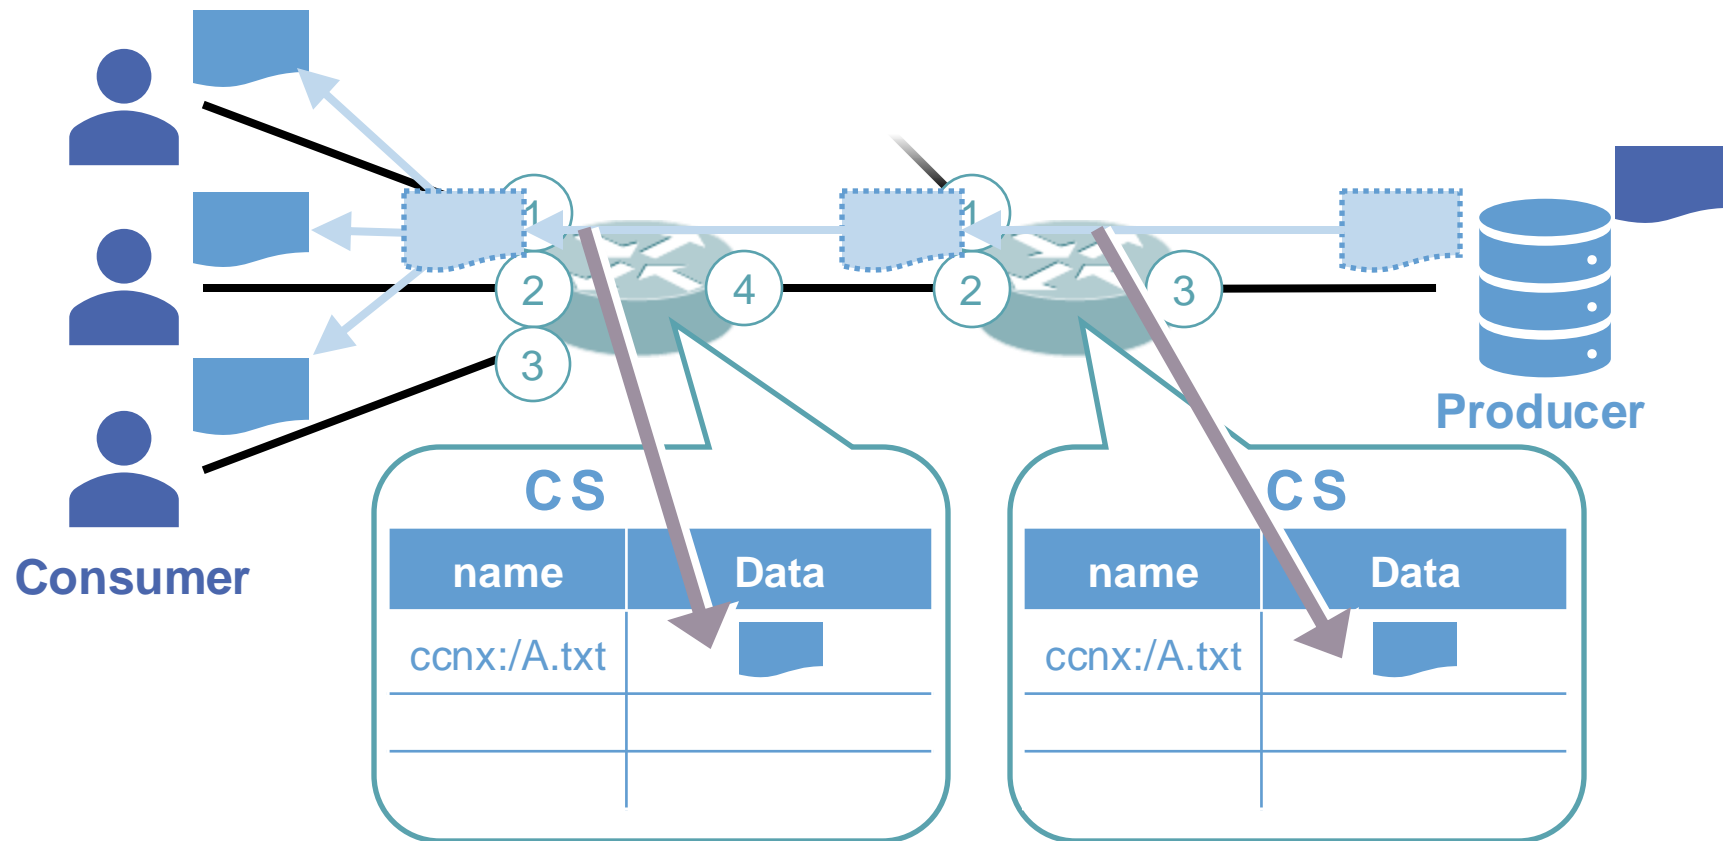 1
1
2
4
2
3
3
Producer
CS
CS
Consumer
name Data
name Data
ccnx:/A.txt
ccnx:/A.txt